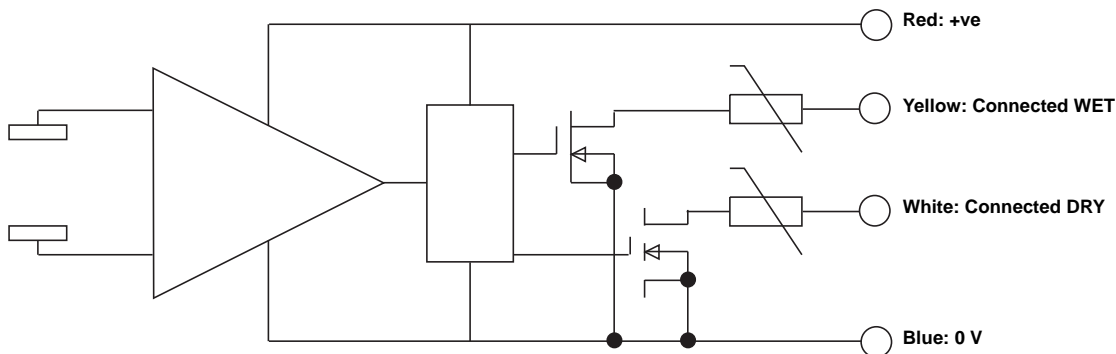 Red: +ve
Yellow: Connected WET
White: Connected DRY
Blue: 0 V